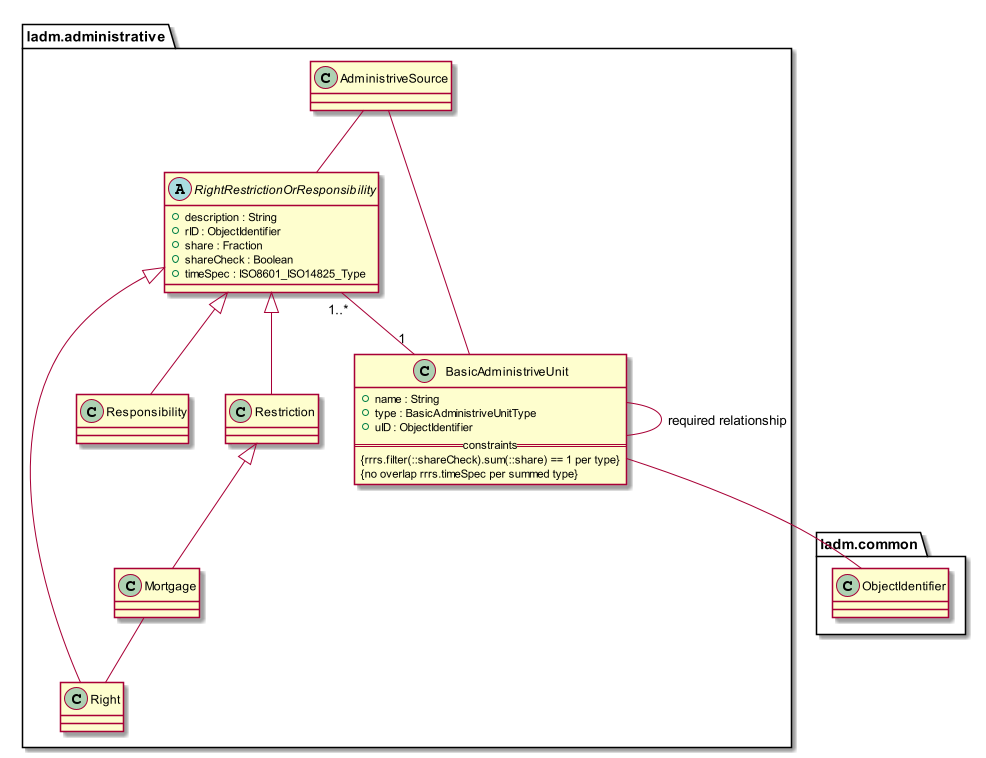 ladm.administrative
C AdministriveSource
A RightRestrictionOrResponsibility
description : String
rID : ObjectIdentifier
share : Fraction
shareCheck : Boolean
timeSpec : ISO8601_ISO14825_Type
1..*
1
C BasicAdministriveUnit
name : String
type : BasicAdministriveUnitType
uID : ObjectIdentifier
constraints
{rrrs.filter(::shareCheck).sum(::share) == 1 per type}
{no overlap rrrs.timeSpec per summed type}
required relationship
C Responsibility
C Restriction
ladm.common
C ObjectIdentifier
C Mortgage
C Right